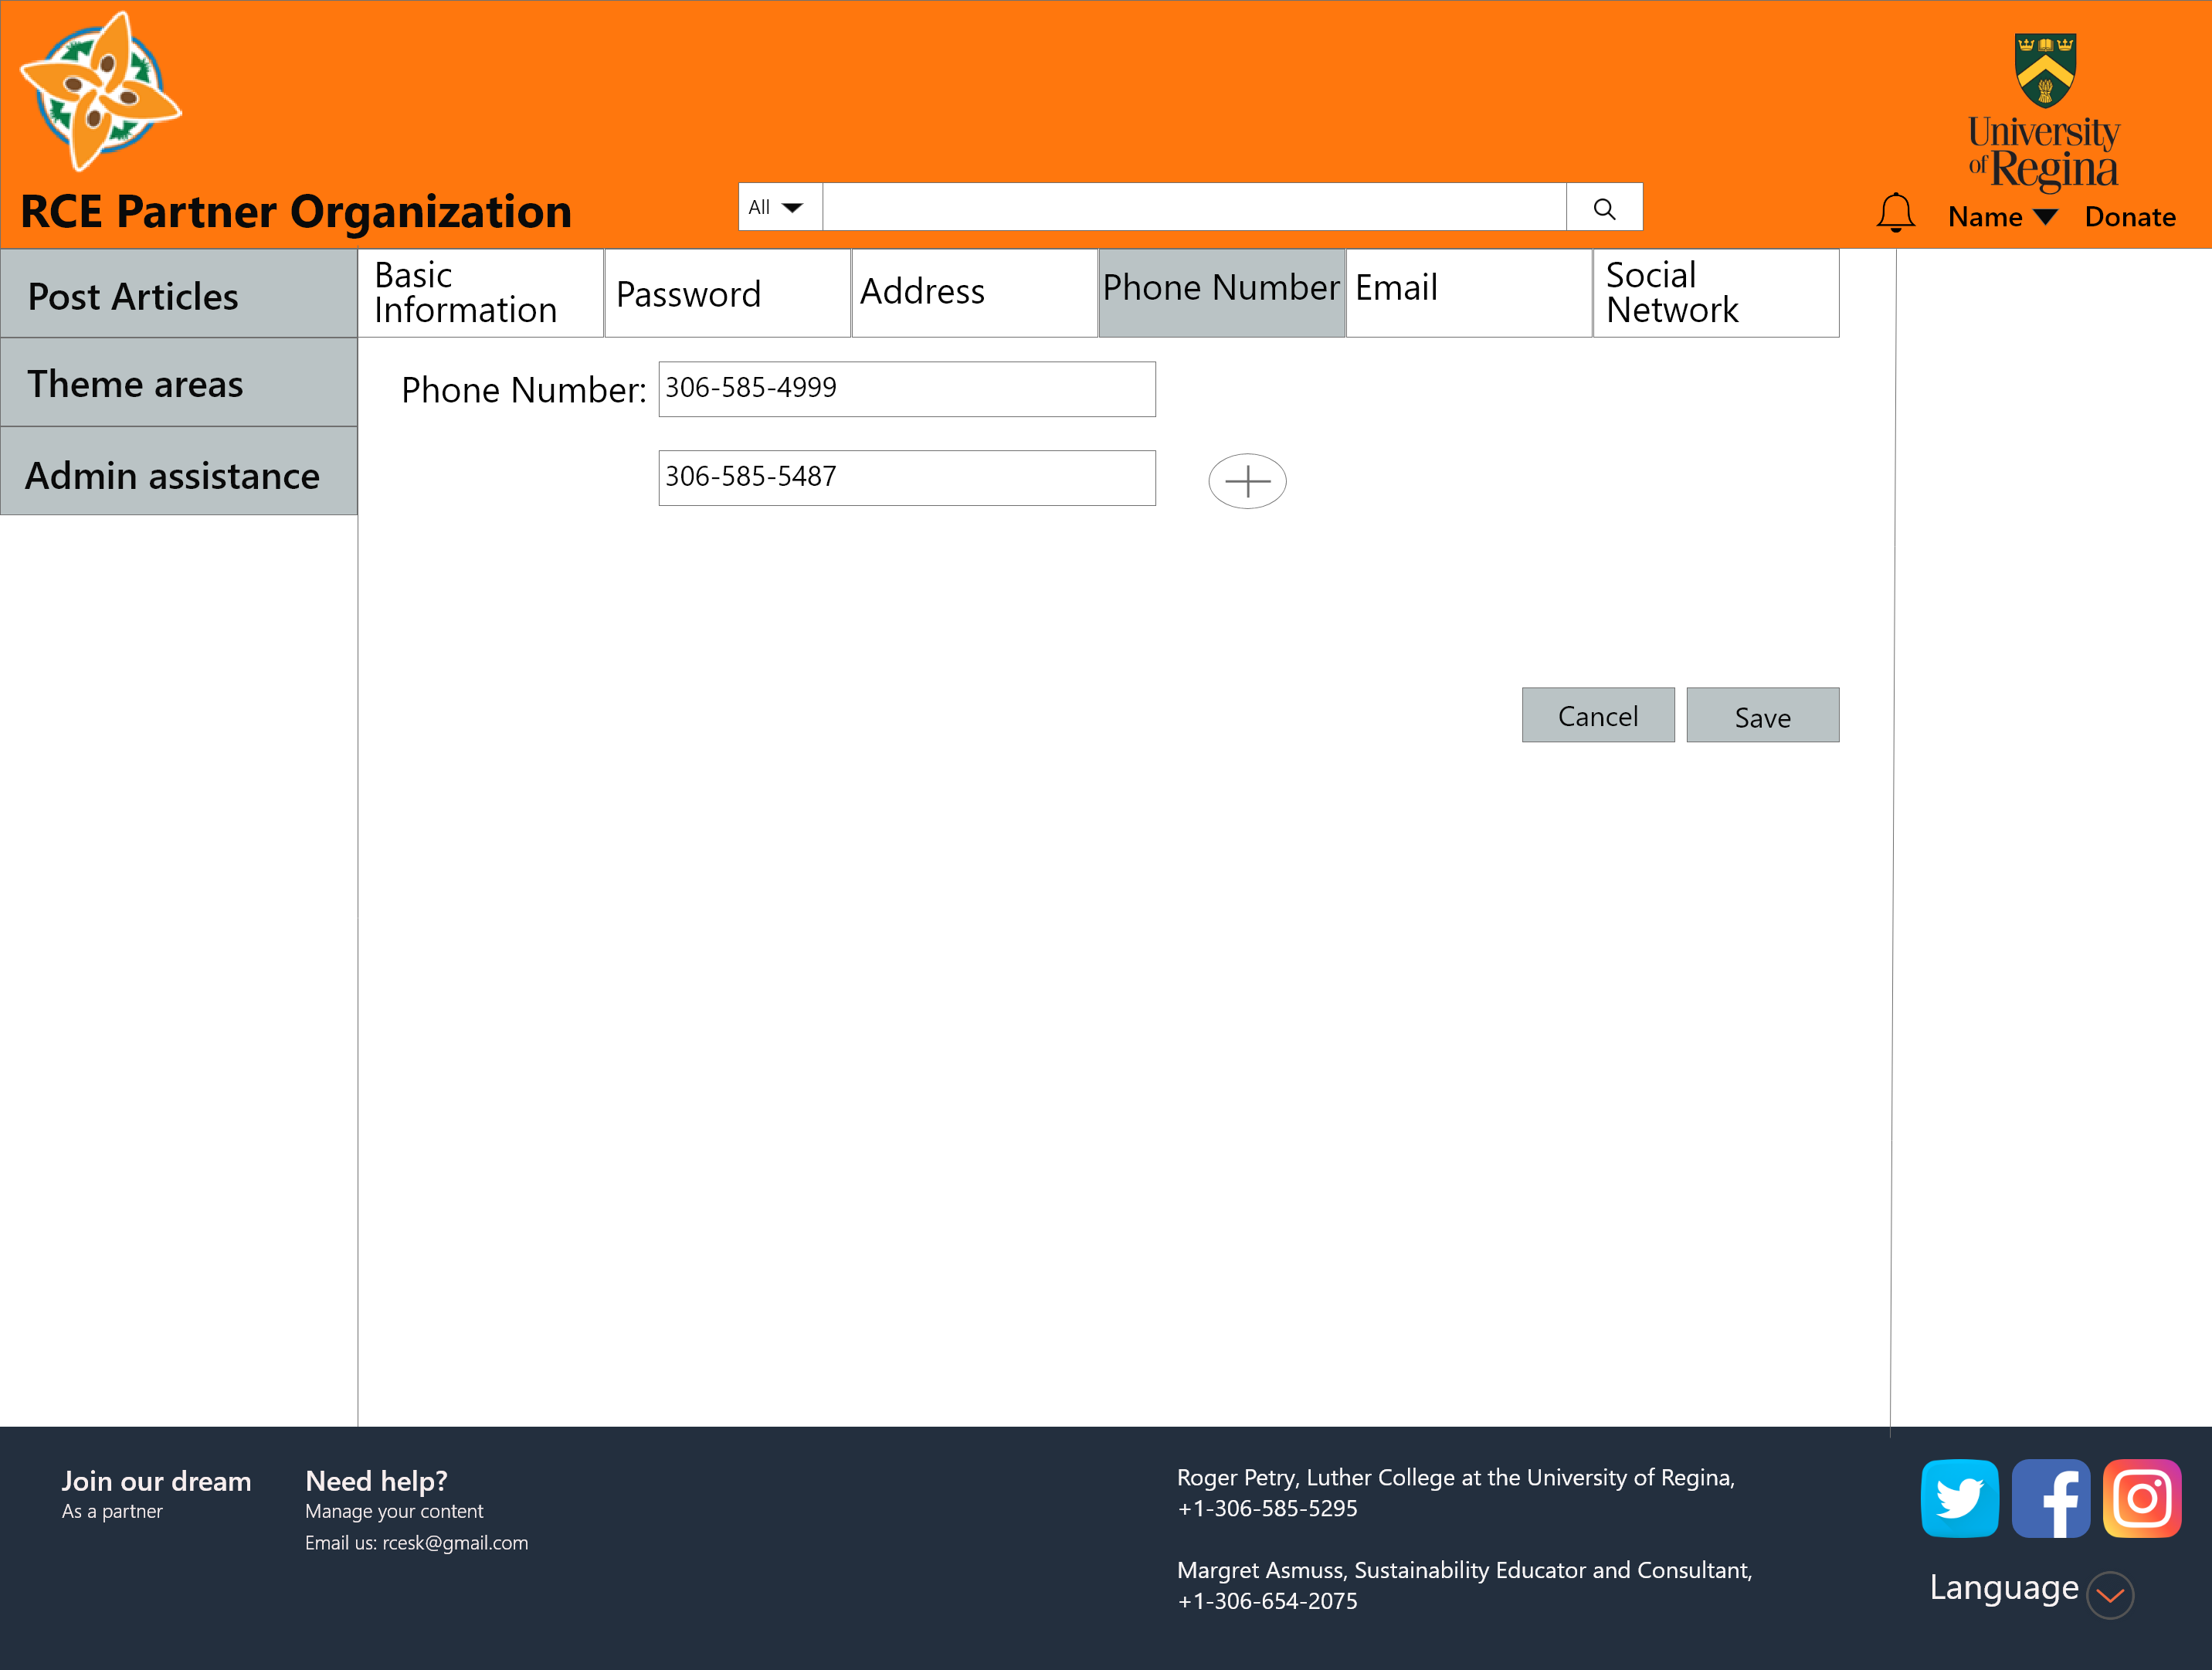 University
of Regina
RCE Partner Organization
All
Name
Donate
Post Articles
Theme areas
Admin assistance
Basic
Information
Password
Address
Phone Number
Email
Social
Network
Phone Number:
306-585-4999
306-585-5487
Cancel
Save
Join our dream
As a partner
Need help?
Manage your content
Email us: rcesk@gmail.com
Roger Petry, Luther College at the University of Regina,
+1-306-585-5295
Margret Asmuss, Sustainability Educator and Consultant,
+1-306-654-2075
Language